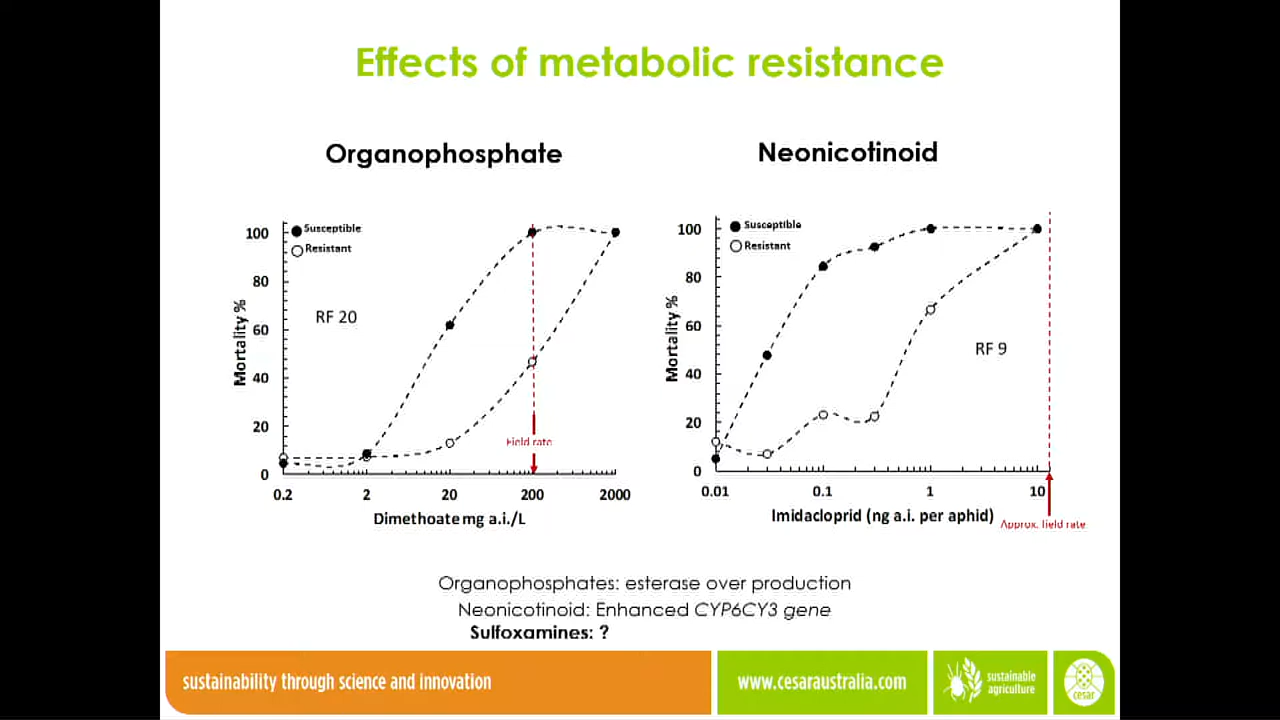 Effects of metabolic resistance
Organophosphate
Neonicotinoid
Susceptible
Resistant
RF 20
Mortality %
100
80
60
40
20
0
0.2 2 20 200 2000
Field rate
Dimethoate mg a.i./L
Susceptible
Resistant
RF 9
Mortality %
100
80
60
40
20
0
0.01 0.1 1 10
Imidacloprid (ng a.i. per aphid)
Approx. field rate
Organophosphates: esterase over production
Neonicotinoid: Enhanced CYP6CY3 gene
Sulfoxamines: ?
sustainability through science and innovation
www.cesaraustralia.com
sustainable
agriculture
cesar